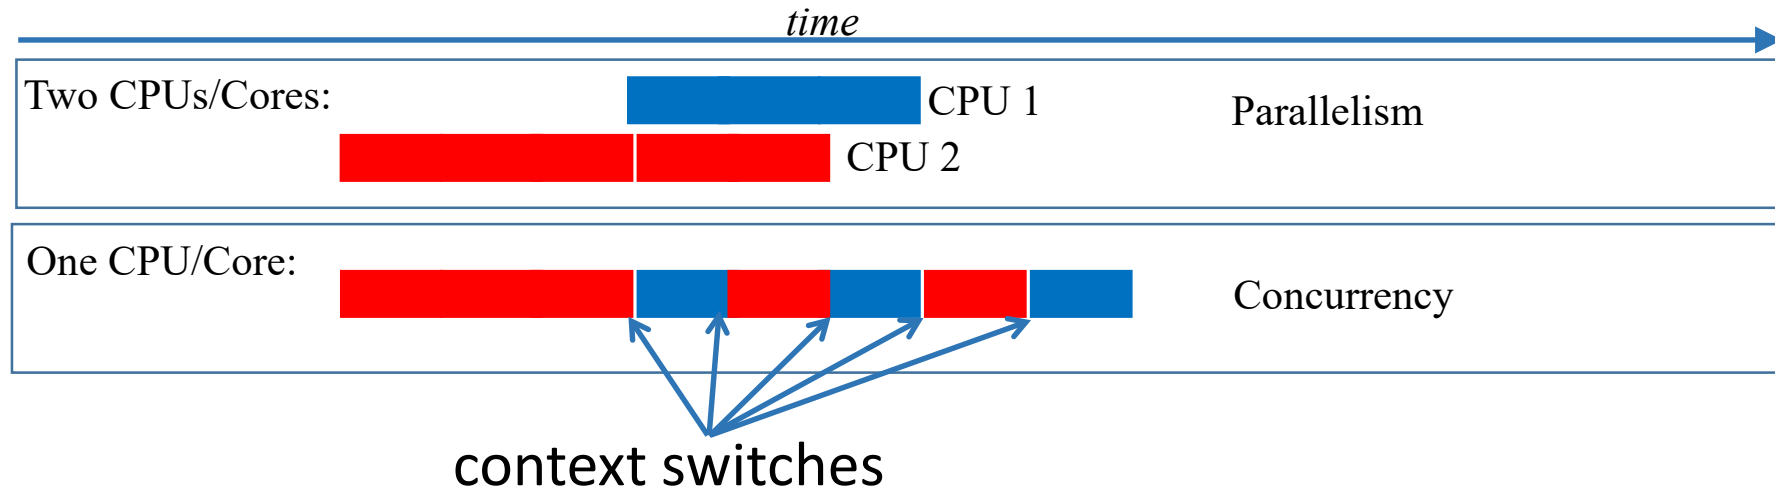 time
Two CPUs/Cores:
CPU 1
Parallelism
CPU 2
One CPU/Core:
Concurrency
context switches